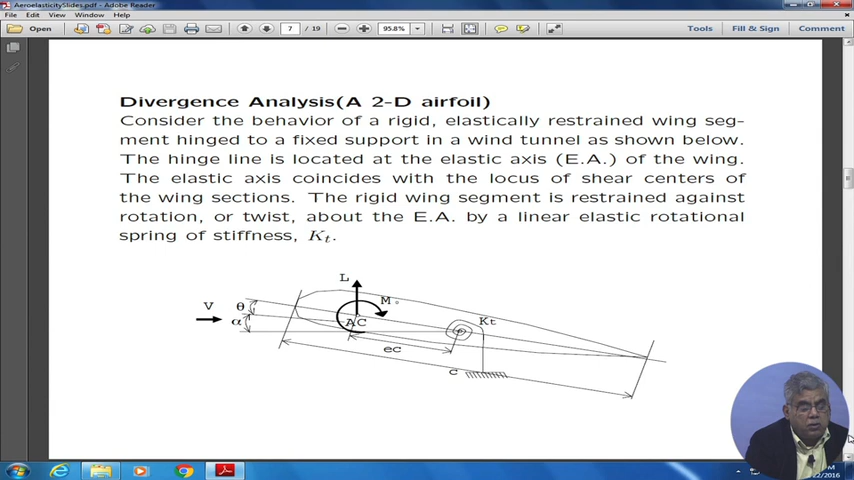 AeroelasticitySlides.pdf - Adobe Reader
File Edit View Window Help
Open 7 / 19 95.8% Tools Fill & Sign Comment
Divergence Analysis(A 2-D airfoil)
Consider the behavior of a rigid, elastically restrained wing seg-
ment hinged to a fixed support in a wind tunnel as shown below.
The hinge line is located at the elastic axis (E.A.) of the wing.
The elastic axis coincides with the locus of shear centers of
the wing sections. The rigid wing segment is restrained against
rotation, or twist, about the E.A. by a linear elastic rotational
spring of stiffness, Kt.
L
M
V θ
α AC Kt
ec
c